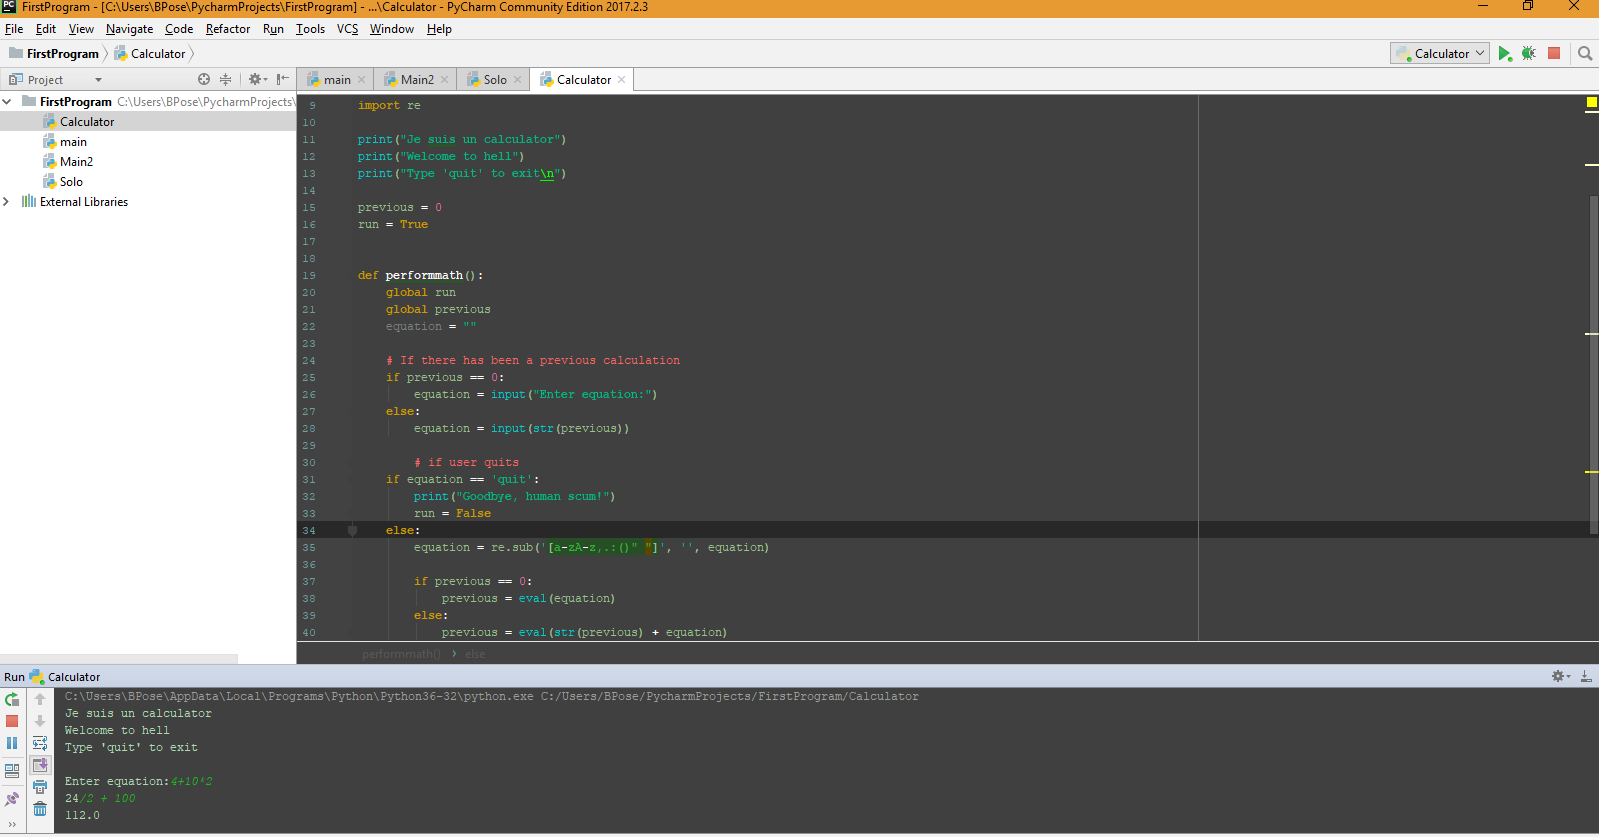 PC FirstProgram - [C:\Users\BPose\PycharmProjects\FirstProgram] - ...\Calculator - PyCharm Community Edition 2017.2.3
File Edit View Navigate Code Refactor Run Tools VCS Window Help
FirstProgram Calculator Calculator
Project main Main2 Solo Calculator
FirstProgram C:\Users\BPose\PycharmProjects\
Calculator
main
Main2
Solo
External Libraries
9 import re
10
11 print("Je suis un calculator")
12 print("Welcome to hell")
13 print("Type 'quit' to exit\n")
14
15 previous = 0
16 run = True
17
18
19 def performmath():
20 global run
21 global previous
22 equation = ""
23
24 # If there has been a previous calculation
25 if previous == 0:
26 equation = input("Enter equation:")
27 else:
28 equation = input(str(previous))
29
30 # if user quits
31 if equation == 'quit':
32 print("Goodbye, human scum!")
33 run = False
34 else:
35 equation = re.sub('[a-zA-z,.:()" "]', '', equation)
36
37 if previous == 0:
38 previous = eval(equation)
39 else:
40 previous = eval(str(previous) + equation)
performmath() › else
Run Calculator
C:\Users\BPose\AppData\Local\Programs\Python\Python36-32\python.exe C:/Users/BPose/PycharmProjects/FirstProgram/Calculator
Je suis un calculator
Welcome to hell
Type 'quit' to exit
Enter equation:4+10*2
24/2 + 100
112.0